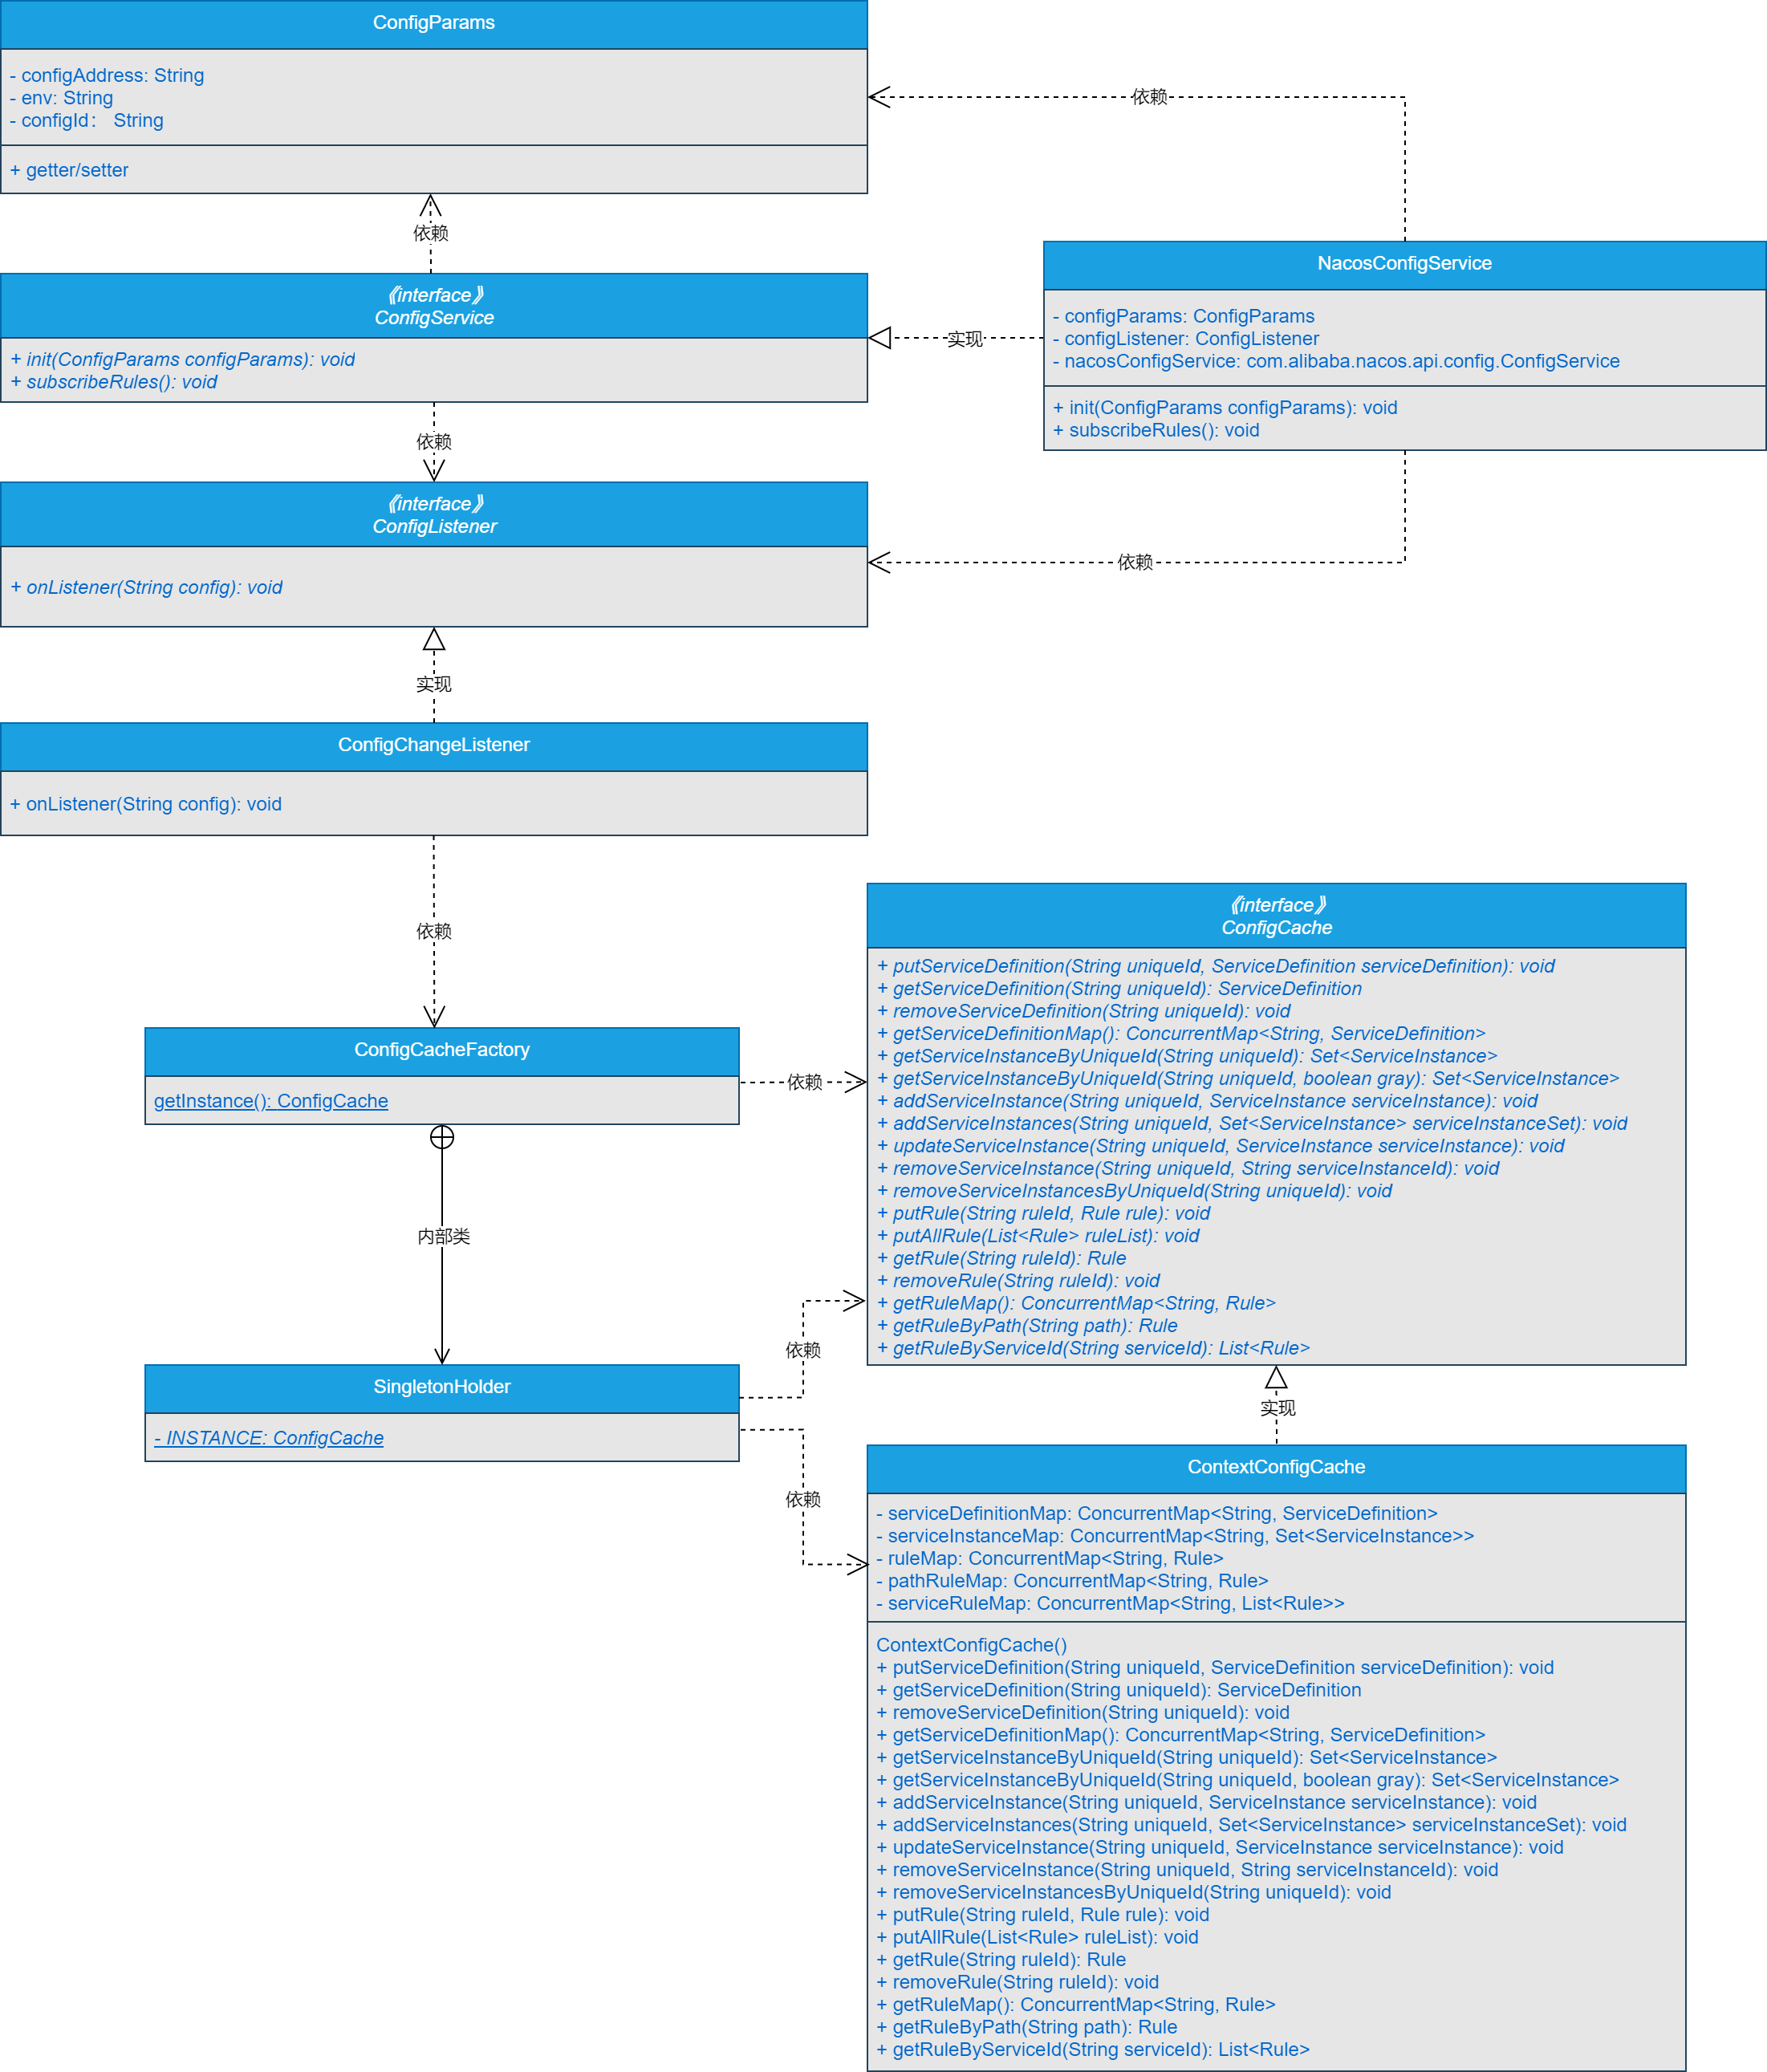 ConfigParams
- configAddress: String
- env: String
- configId： String
+ getter/setter
依赖
依赖
《interface》
ConfigService
+ init(ConfigParams configParams): void
+ subscribeRules(): void
实现
NacosConfigService
- configParams: ConfigParams
- configListener: ConfigListener
- nacosConfigService: com.alibaba.nacos.api.config.ConfigService
+ init(ConfigParams configParams): void
+ subscribeRules(): void
依赖
《interface》
ConfigListener
+ onListener(String config): void
依赖
实现
ConfigChangeListener
+ onListener(String config): void
依赖
ConfigCacheFactory
getInstance(): ConfigCache
依赖
内部类
SingletonHolder
- INSTANCE: ConfigCache
依赖
依赖
《interface》
ConfigCache
+ putServiceDefinition(String uniqueId, ServiceDefinition serviceDefinition): void
+ getServiceDefinition(String uniqueId): ServiceDefinition
+ removeServiceDefinition(String uniqueId): void
+ getServiceDefinitionMap(): ConcurrentMap<String, ServiceDefinition>
+ getServiceInstanceByUniqueId(String uniqueId): Set<ServiceInstance>
+ getServiceInstanceByUniqueId(String uniqueId, boolean gray): Set<ServiceInstance>
+ addServiceInstance(String uniqueId, ServiceInstance serviceInstance): void
+ addServiceInstances(String uniqueId, Set<ServiceInstance> serviceInstanceSet): void
+ updateServiceInstance(String uniqueId, ServiceInstance serviceInstance): void
+ removeServiceInstance(String uniqueId, String serviceInstanceId): void
+ removeServiceInstancesByUniqueId(String uniqueId): void
+ putRule(String ruleId, Rule rule): void
+ putAllRule(List<Rule> ruleList): void
+ getRule(String ruleId): Rule
+ removeRule(String ruleId): void
+ getRuleMap(): ConcurrentMap<String, Rule>
+ getRuleByPath(String path): Rule
+ getRuleByServiceId(String serviceId): List<Rule>
实现
ContextConfigCache
- serviceDefinitionMap: ConcurrentMap<String, ServiceDefinition>
- serviceInstanceMap: ConcurrentMap<String, Set<ServiceInstance>>
- ruleMap: ConcurrentMap<String, Rule>
- pathRuleMap: ConcurrentMap<String, Rule>
- serviceRuleMap: ConcurrentMap<String, List<Rule>>
ContextConfigCache()
+ putServiceDefinition(String uniqueId, ServiceDefinition serviceDefinition): void
+ getServiceDefinition(String uniqueId): ServiceDefinition
+ removeServiceDefinition(String uniqueId): void
+ getServiceDefinitionMap(): ConcurrentMap<String, ServiceDefinition>
+ getServiceInstanceByUniqueId(String uniqueId): Set<ServiceInstance>
+ getServiceInstanceByUniqueId(String uniqueId, boolean gray): Set<ServiceInstance>
+ addServiceInstance(String uniqueId, ServiceInstance serviceInstance): void
+ addServiceInstances(String uniqueId, Set<ServiceInstance> serviceInstanceSet): void
+ updateServiceInstance(String uniqueId, ServiceInstance serviceInstance): void
+ removeServiceInstance(String uniqueId, String serviceInstanceId): void
+ removeServiceInstancesByUniqueId(String uniqueId): void
+ putRule(String ruleId, Rule rule): void
+ putAllRule(List<Rule> ruleList): void
+ getRule(String ruleId): Rule
+ removeRule(String ruleId): void
+ getRuleMap(): ConcurrentMap<String, Rule>
+ getRuleByPath(String path): Rule
+ getRuleByServiceId(String serviceId): List<Rule>